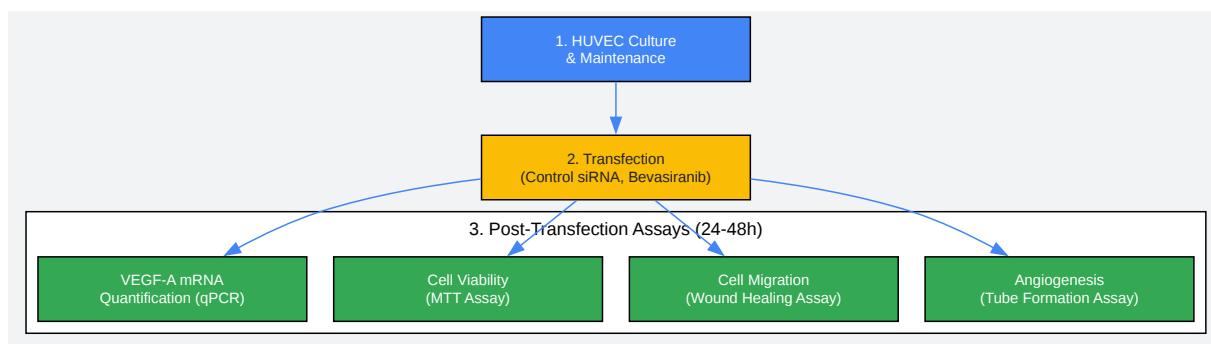 1. HUVEC Culture
& Maintenance
2. Transfection
(Control siRNA, Bevasiranib)
3. Post-Transfection Assays (24-48h)
VEGF-A mRNA
Quantification (qPCR)
Cell Viability
(MTT Assay)
Cell Migration
(Wound Healing Assay)
Angiogenesis
(Tube Formation Assay)